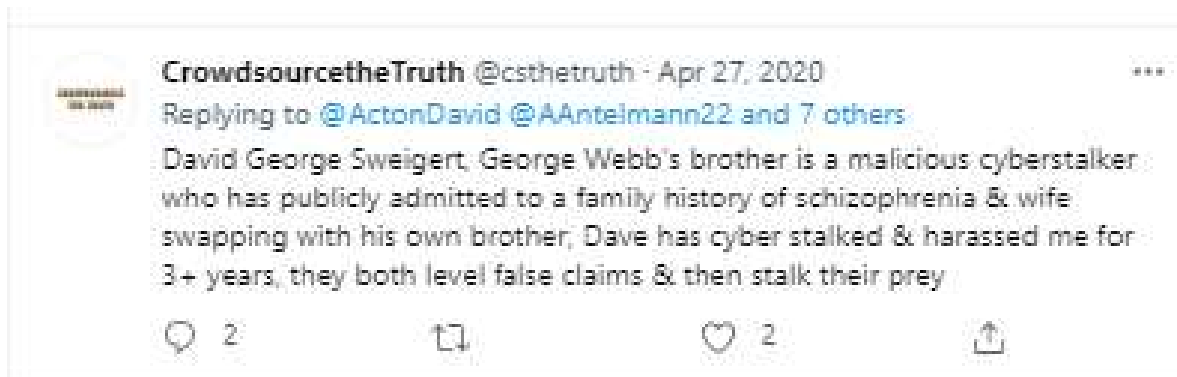 CrowdsourcetheTruth @csthetruth · Apr 27, 2020
Replying to @ActonDavid @AAntelmann22 and 7 others
David George Sweigert, George Webb's brother is a malicious cyberstalker
who has publicly admitted to a family history of schizophrenia & wife
swapping with his own brother, Dave has cyber stalked & harassed me for
3+ years, they both level false claims & then stalk their prey
2
2